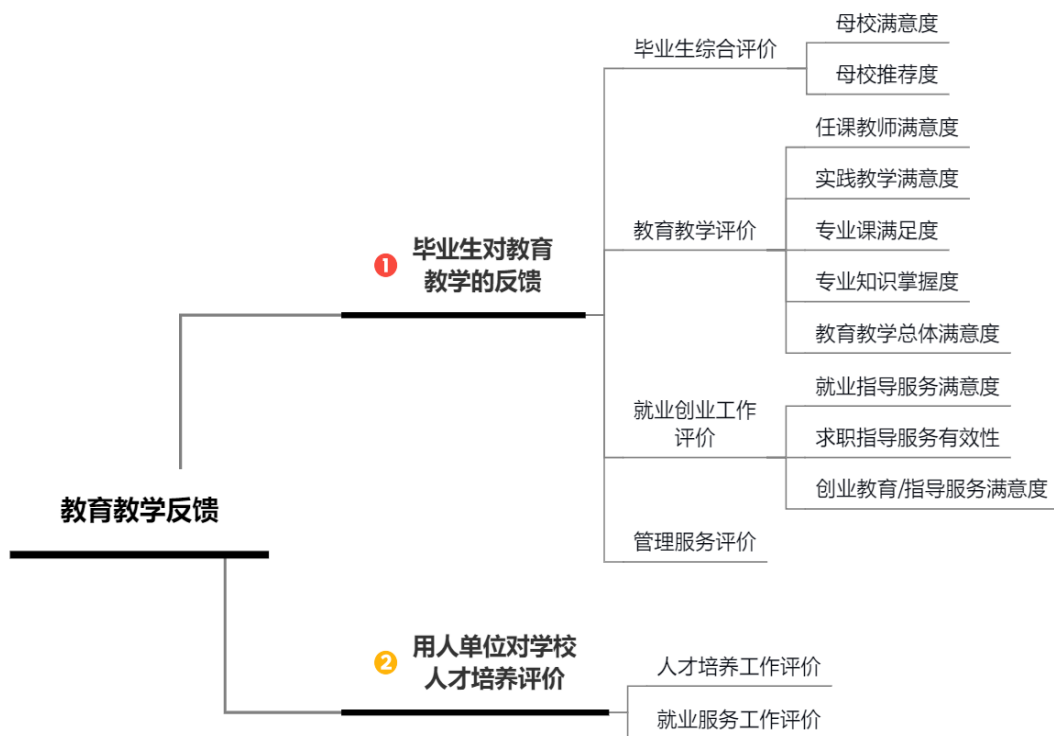 母校满意度
毕业生综合评价
母校推荐度
任课教师满意度
实践教学满意度
教育教学评价
专业课满足度
1
毕业生对教育
教学的反馈
专业知识掌握度
教育教学总体满意度
就业指导服务满意度
就业创业工作
评价
求职指导服务有效性
创业教育/指导服务满意度
教育教学反馈
管理服务评价
2
用人单位对学校
人才培养评价
人才培养工作评价
就业服务工作评价